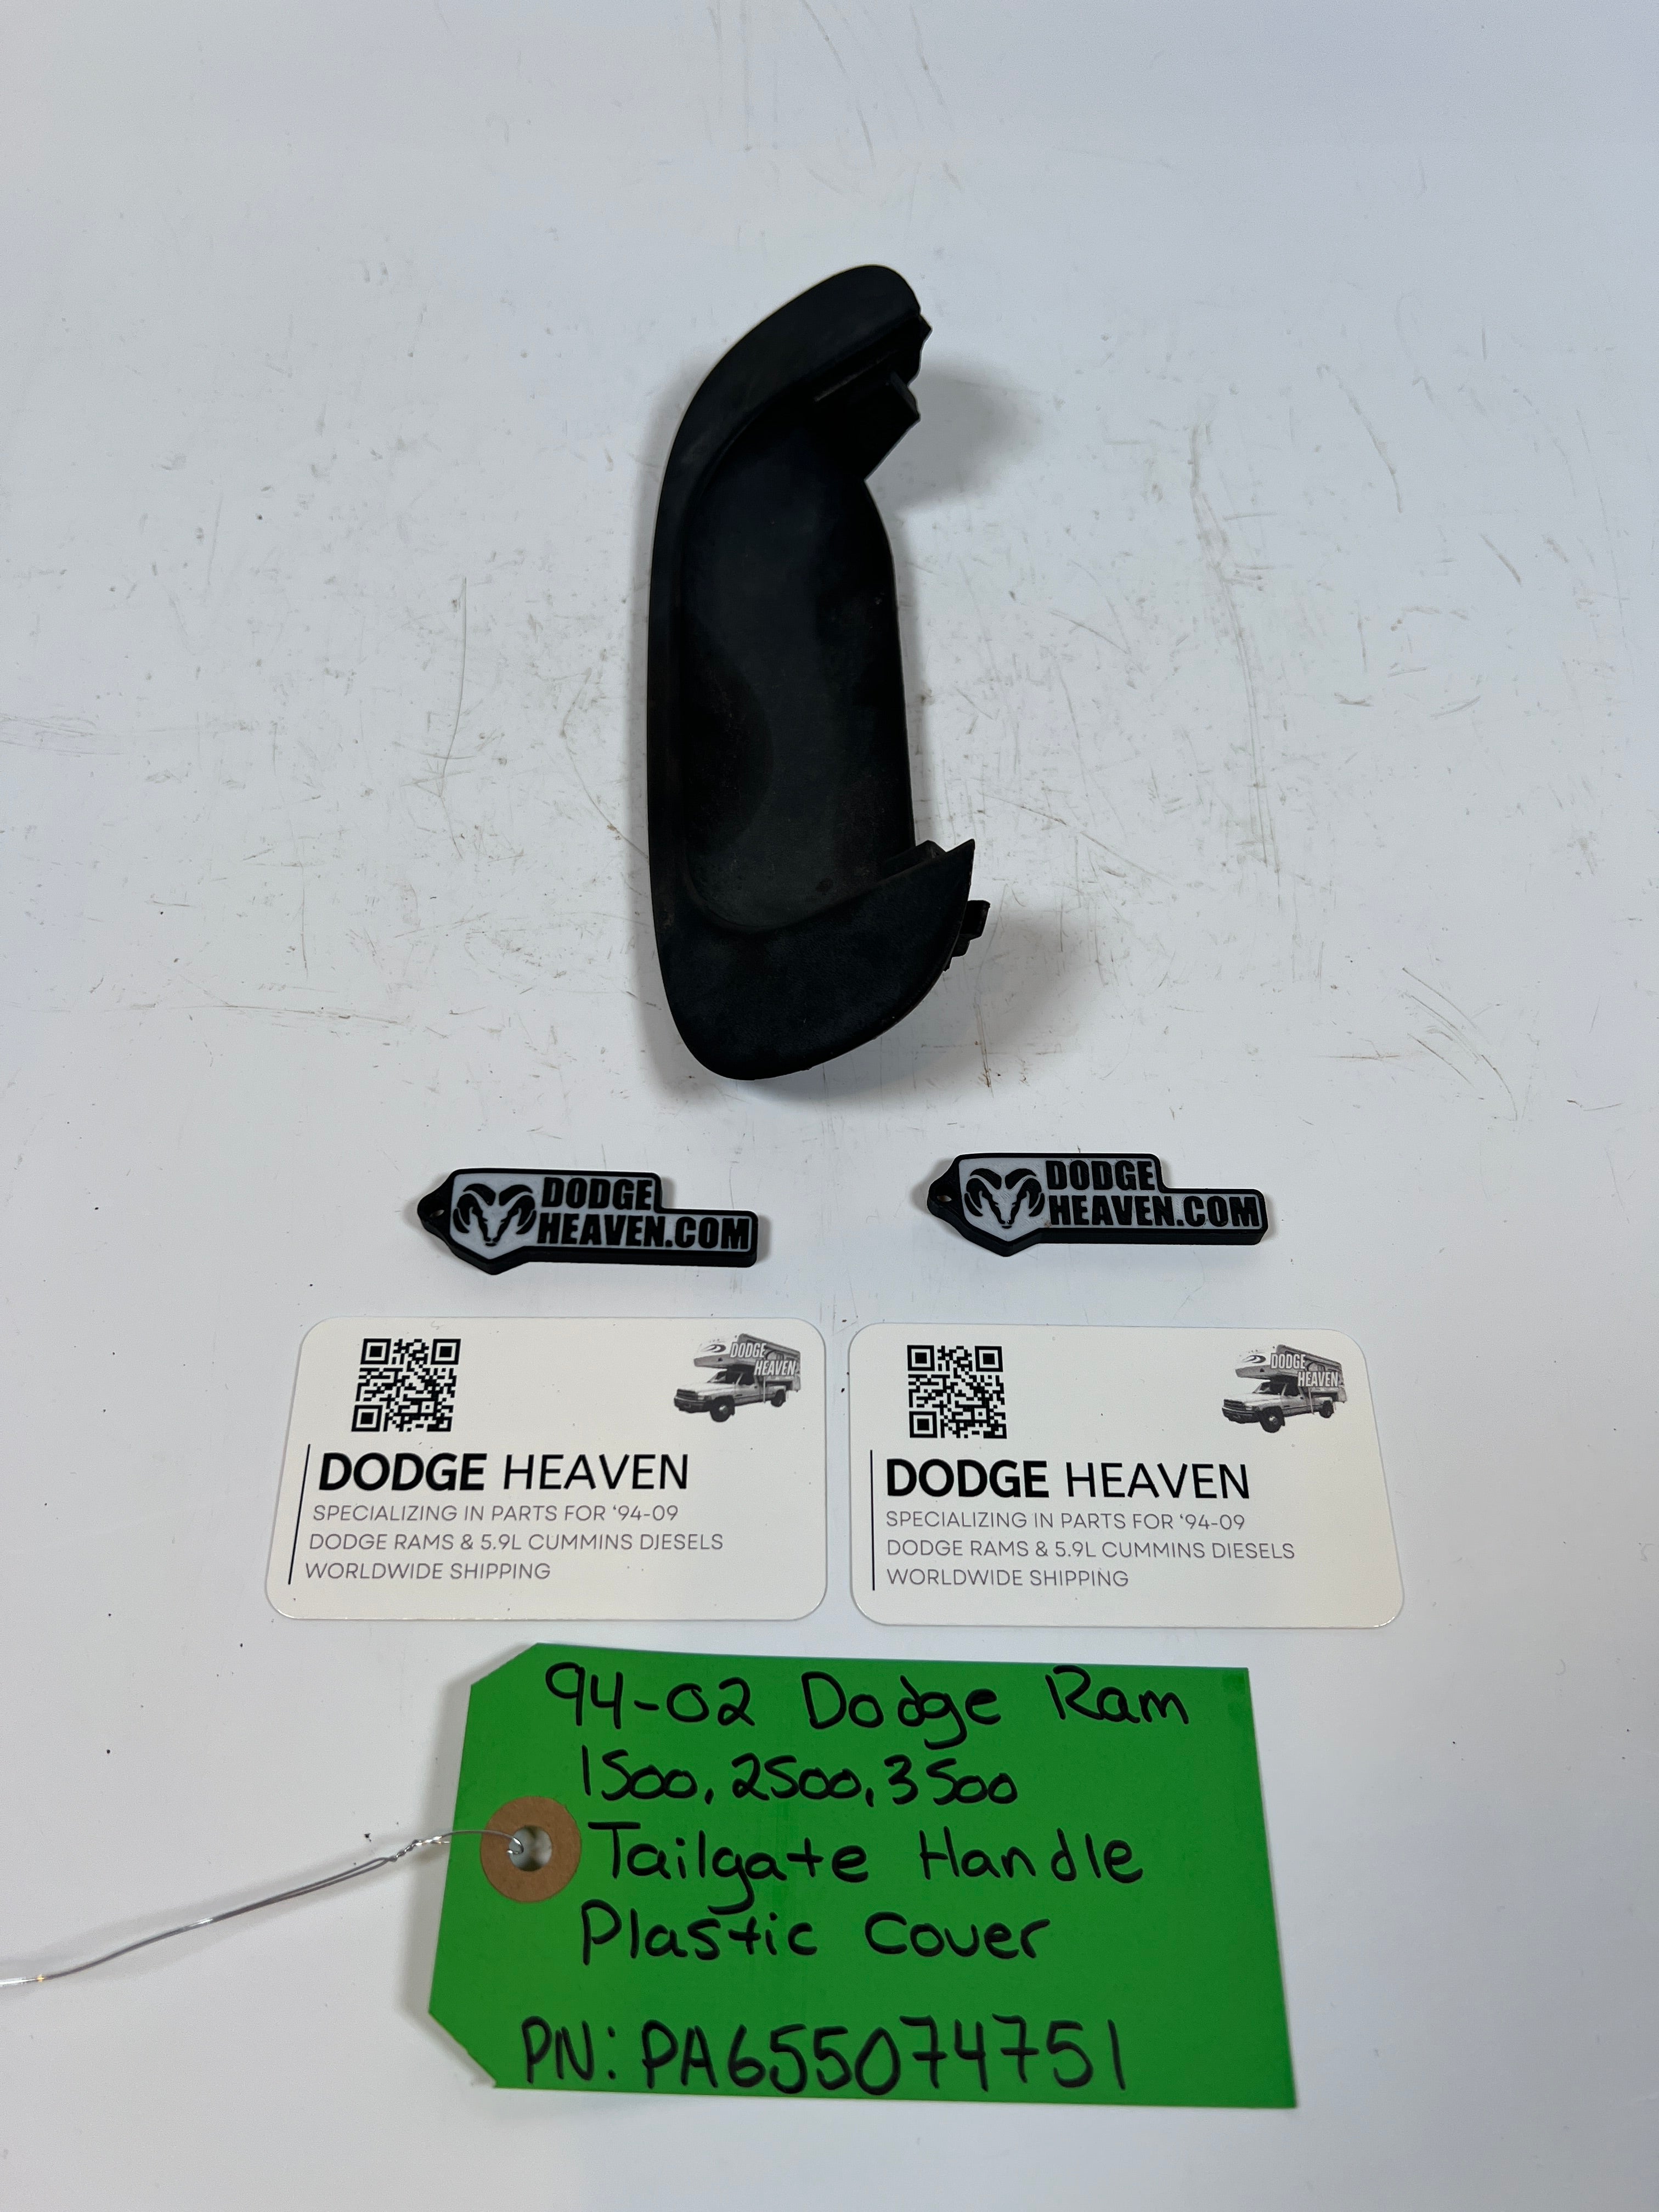 DODGE
HEAVEN.COM
DODGE
HEAVEN.COM
DODGE
HEAVEN
DODGE HEAVEN
SPECIALIZING IN PARTS FOR ‘94-09
DODGE RAMS & 5.9L CUMMINS DIESELS
WORLDWIDE SHIPPING
DODGE
HEAVEN
DODGE HEAVEN
SPECIALIZING IN PARTS FOR ‘94-09
DODGE RAMS & 5.9L CUMMINS DIESELS
WORLDWIDE SHIPPING
94-02 Dodge Ram
1500, 2500, 3500
Tailgate Handle
Plastic Cover
PN: PA655074751